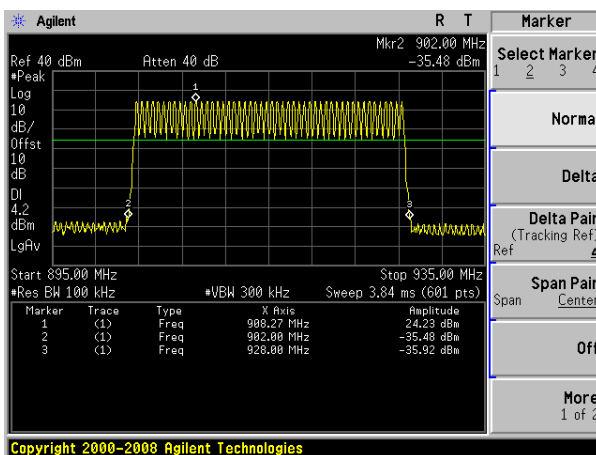 Agilent R T Marker
Mkr2 902.00 MHz
Ref 40 dBm Atten 40 dB -35.48 dBm
#Peak
Log
10
dB/
Offst
10
dB
DI
4.2
dBm
LgAv
1
2
3
Start 895.00 MHz Stop 935.00 MHz
#Res BW 100 kHz #VBW 300 kHz Sweep 3.84 ms (601 pts)
Marker Trace Type X Axis Amplitude
1 (1) Freq 908.27 MHz 24.23 dBm
2 (1) Freq 902.00 MHz -35.48 dBm
3 (1) Freq 928.00 MHz -35.92 dBm
Copyright 2000-2008 Agilent Technologies
Select Marker
1 2 3 4
Norma
Delta
Delta Pair
(Tracking Ref)
Ref
Span Pair
Span Center
Off
More
1 of 2